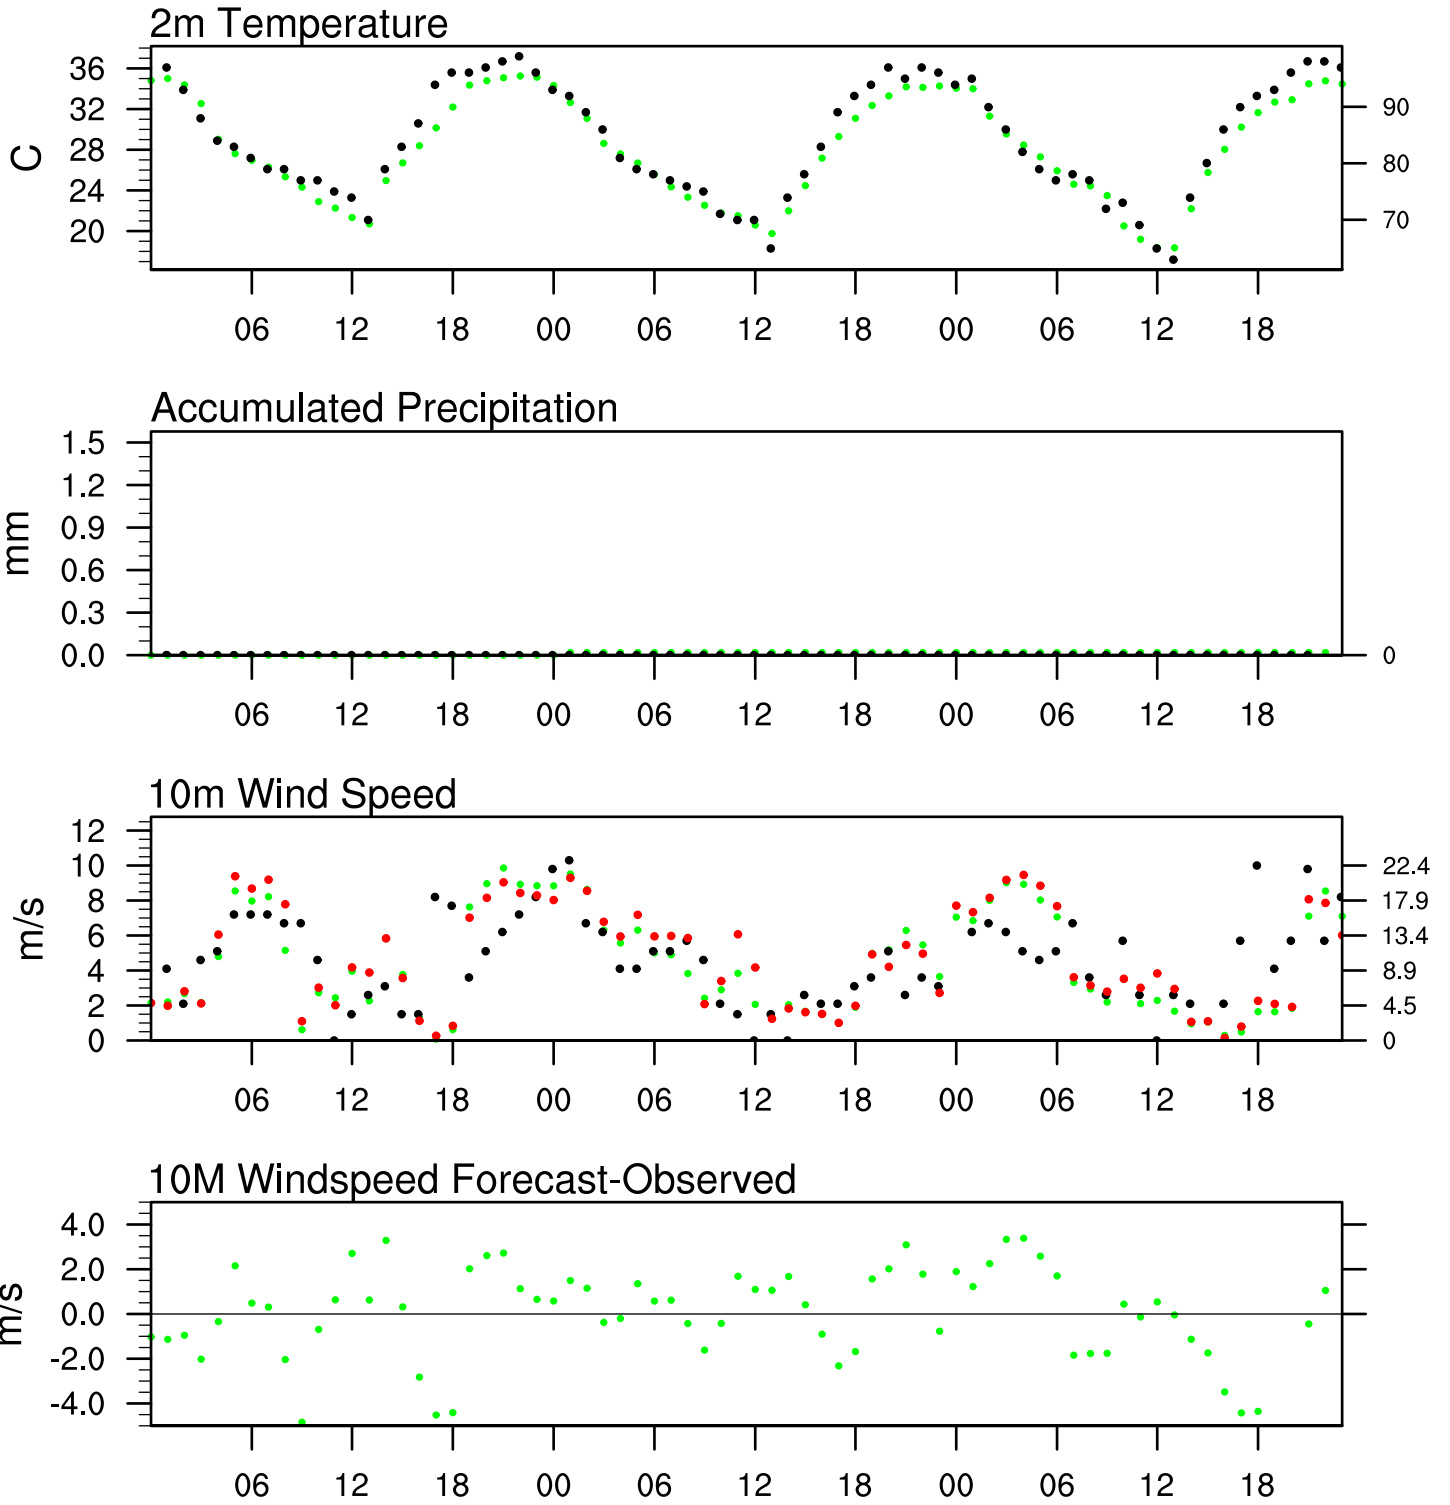 2m Temperature
36
32
28
24
20
C
90
80
70
06 12 18 00 06 12 18 00 06 12 18
Accumulated Precipitation
1.5
1.2
0.9
0.6
0.3
0.0
mm
0
06 12 18 00 06 12 18 00 06 12 18
10m Wind Speed
12
10
8
6
4
2
0
m/s
22.4
17.9
13.4
8.9
4.5
0
06 12 18 00 06 12 18 00 06 12 18
10M Windspeed Forecast-Observed
4.0
2.0
0.0
-2.0
-4.0
m/s
06 12 18 00 06 12 18 00 06 12 18